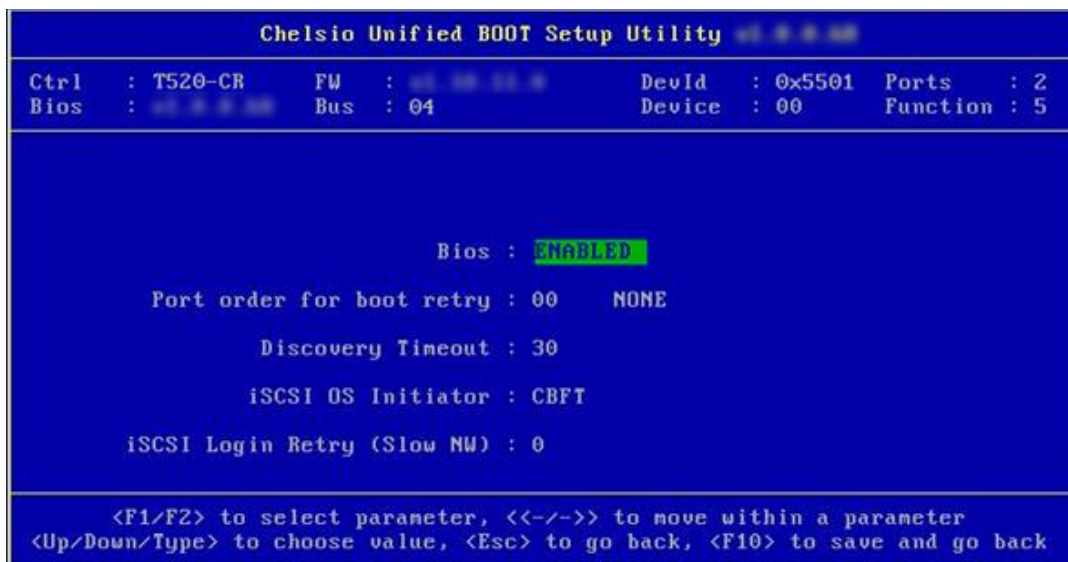 Chelsio Unified BOOT Setup Utility
Ctrl : T520-CR FW : DevId : 0x5501 Ports : 2
Bios : Bus : 04 Device : 00 Function : 5
Bios : ENABLED
Port order for boot retry : 00 NONE
Discovery Timeout : 30
iSCSI OS Initiator : CBFT
iSCSI Login Retry (Slow NW) : 0
<F1/F2> to select parameter, <<-/->> to move within a parameter
<Up/Down/Type> to choose value, <Esc> to go back, <F10> to save and go back